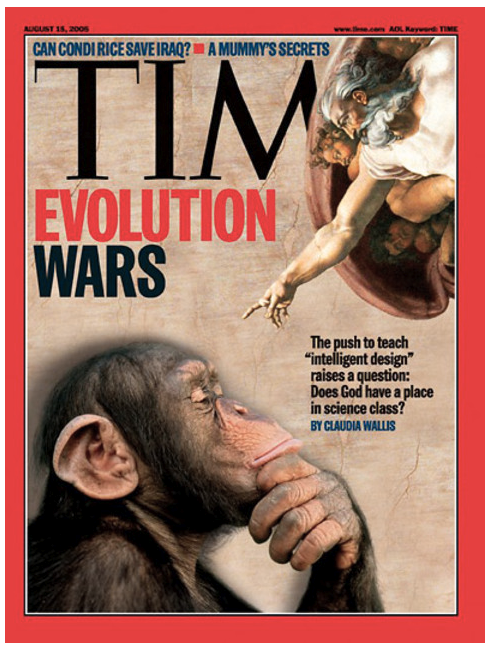 AUGUST 15, 2005 www.time.com AOL Keyword: TIME
CAN CONDI RICE SAVE IRAQ? ■ A MUMMY'S SECRETS
TIM
EVOLUTION
WARS
The push to teach
“intelligent design”
raises a question:
Does God have a place
in science class?
BY CLAUDIA WALLIS